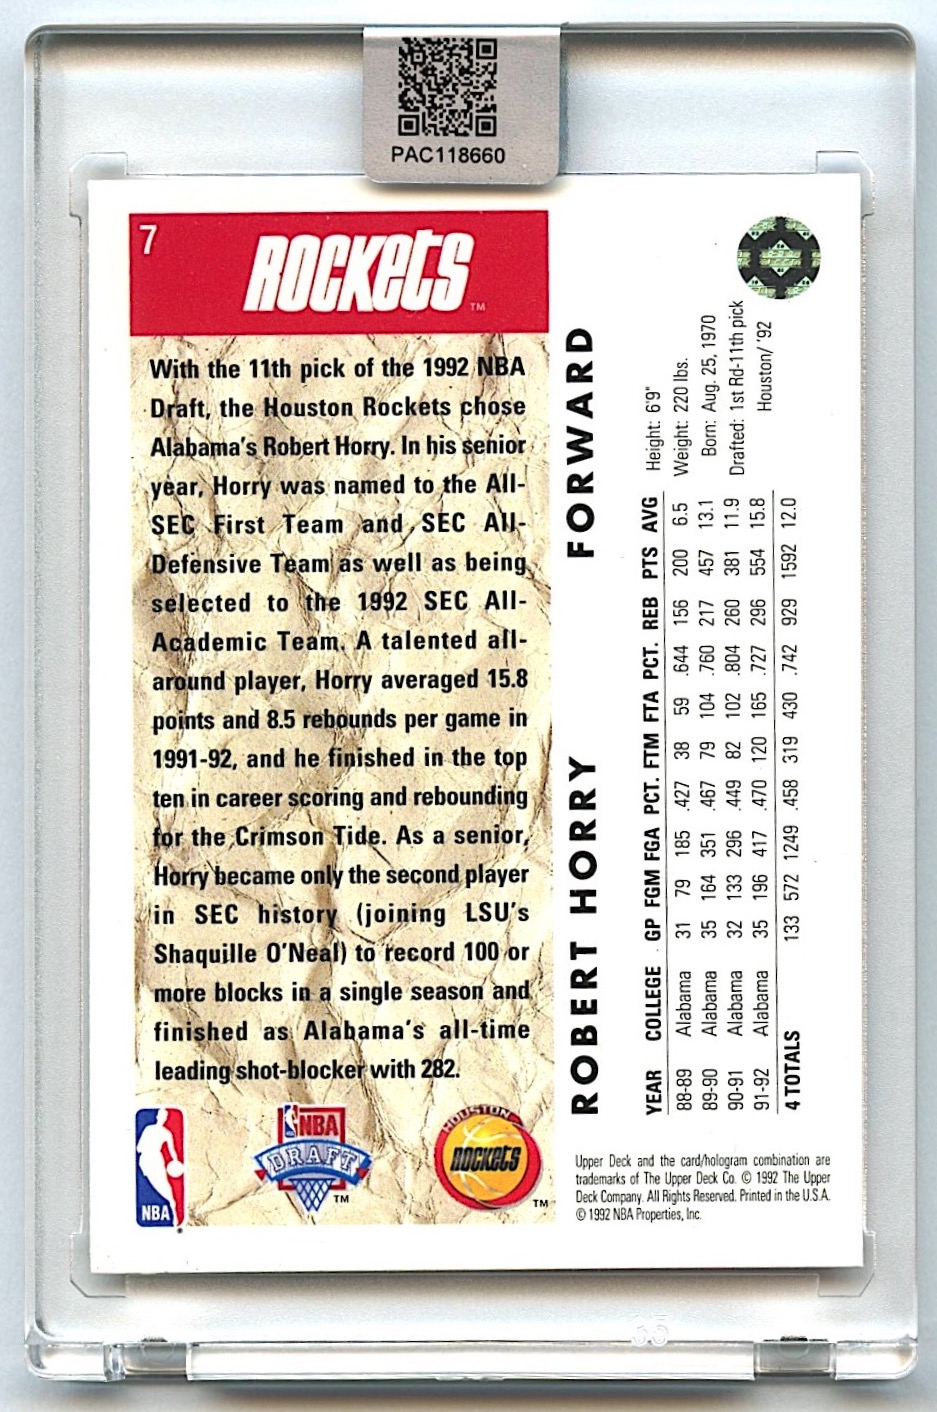 PAC118660
7
ROCKETS
™
With the 11th pick of the 1992 NBA
Draft, the Houston Rockets chose
Alabama's Robert Horry. In his senior
year, Horry was named to the All-
SEC First Team and SEC All-
Defensive Team as well as being
selected to the 1992 SEC All-
Academic Team. A talented all-
around player, Horry averaged 15.8
points and 8.5 rebounds per game in
1991-92, and he finished in the top
ten in career scoring and rebounding
for the Crimson Tide. As a senior,
Horry became only the second player
in SEC history (joining LSU's
Shaquille O'Neal) to record 100 or
more blocks in a single season and
finished as Alabama's all-time
leading shot-blocker with 282.
NBA
NBA
DRAFT
™
HOUSTON
ROCKETS
™
ROBERT HORRY FORWARD
Height: 6'9"
Weight: 220 lbs.
Born: Aug. 25, 1970
Drafted: 1st Rd-11th pick
Houston/ '92
YEAR COLLEGE GP FGM FGA PCT. FTM FTA PCT. REB PTS AVG
88-89 Alabama 31 79 185 .427 38 59 .644 156 200 6.5
89-90 Alabama 35 164 351 .467 79 104 .760 217 457 13.1
90-91 Alabama 32 133 296 .449 82 102 .804 260 381 11.9
91-92 Alabama 35 196 417 .470 120 165 .727 296 554 15.8
4 TOTALS 133 572 1249 .458 319 430 .742 929 1592 12.0
Upper Deck and the card/hologram combination are
trademarks of The Upper Deck Co. © 1992 The Upper
Deck Company. All Rights Reserved. Printed in the U.S.A.
© 1992 NBA Properties, Inc.